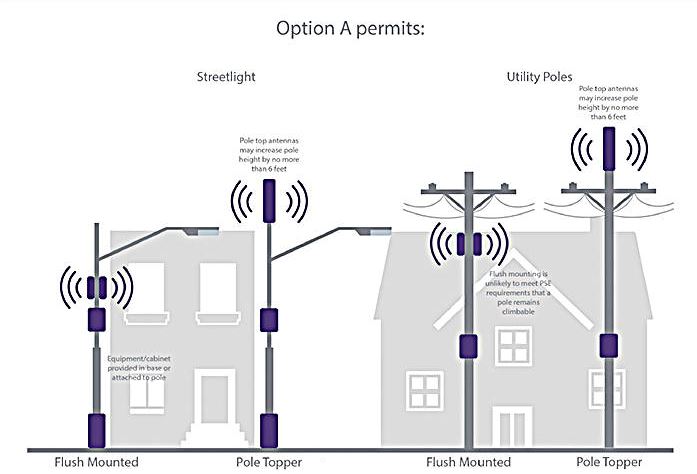 Option A permits:
Streetlight
Utility Poles
Pole top antennas
may increase pole
height by no more
than 6 feet
Pole top antennas
may increase pole
height by no more
than 6 feet
Flush mounting is
unlikely to meet PSE
requirements that a
pole remains
climbable
Equipment/cabinet
provided in base or
attached to pole
Flush Mounted
Pole Topper
Flush Mounted
Pole Topper